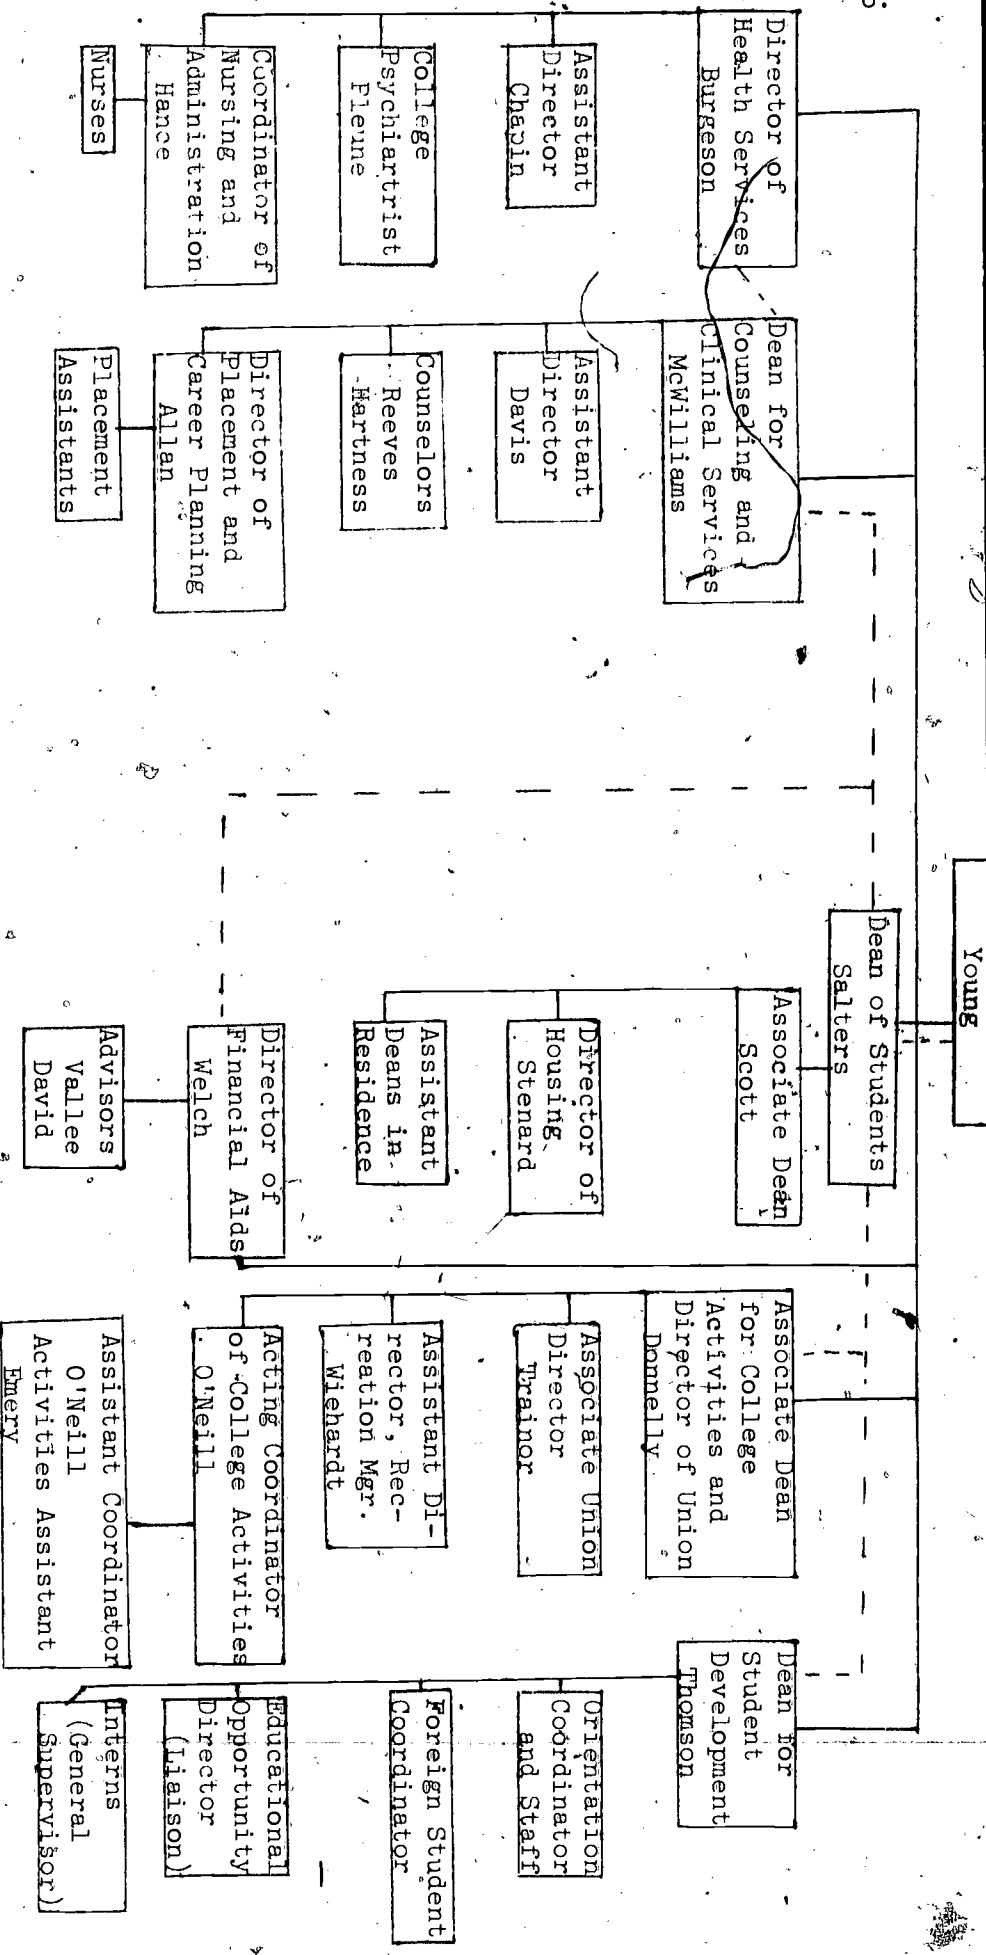 Young
Dean of Students
Salters
Director of
Health Services
Burgeson
Assistant
Director
Chapin
College
Psychiartrist
Pleune
Coordinator of
Nursing and
Administration
Hance
Nurses
Dean for
Counseling and
Clinical Services
McWilliams
Assistant
Director
Davis
Counselors
Reeves
Hartness
Director of
Placement and
Career Planning
Allan
Placement
Assistants
Associate Dean
Scott
Director of
Housing
Stenard
Assistant
Deans in
Residence
Director of
Financial Aids
Welch
Advisors
Vallee
David
Associate Dean
for College
Activities and
Director of Union
Donnelly
Associate Union
Director
Trainor
Assistant Di-
rector, Rec-
reation Mgr.
Wiehardt
Acting Coordinator
of College Activities
O'Neill
Assistant Coordinator
O'Neill
Activities Assistant
Emery
Dean for
Student
Development
Thomson
Orientation
Coordinator
and Staff
Foreign Student
Coordinator
Educational
Opportunity
Director
(Liaison)
Interns
(General
Supervisor)